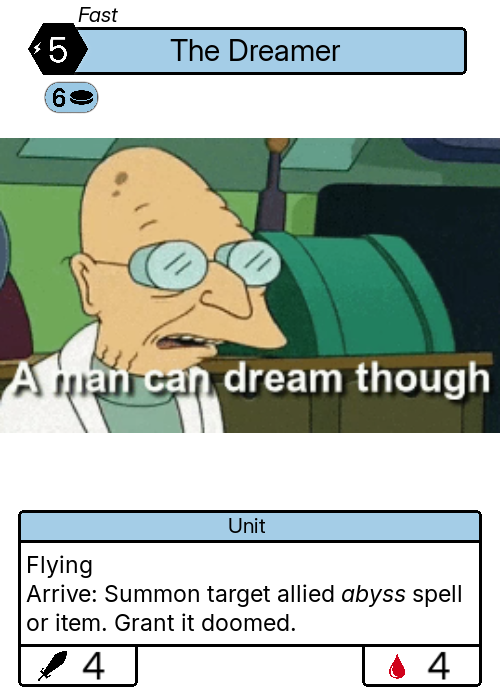 Fast
5 The Dreamer
6
A man can dream though
Unit
Flying
Arrive: Summon target allied abyss spell
or item. Grant it doomed.
4 4